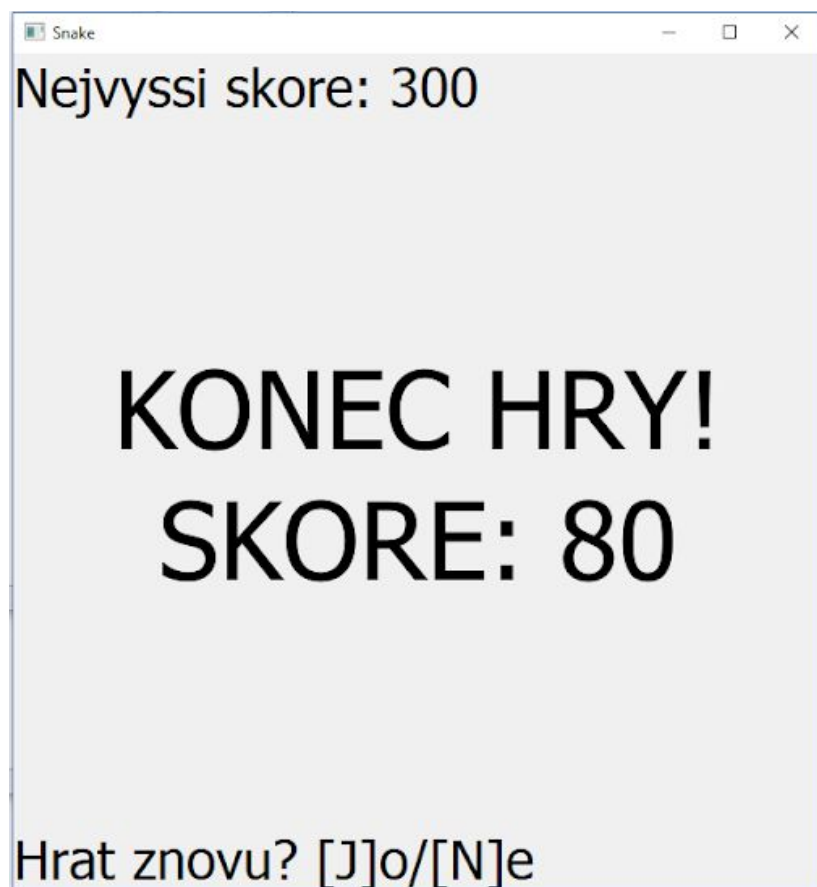 Snake
Nejvyssi skore: 300
KONEC HRY!
SKORE: 80
Hrat znovu? [J]o/[N]e